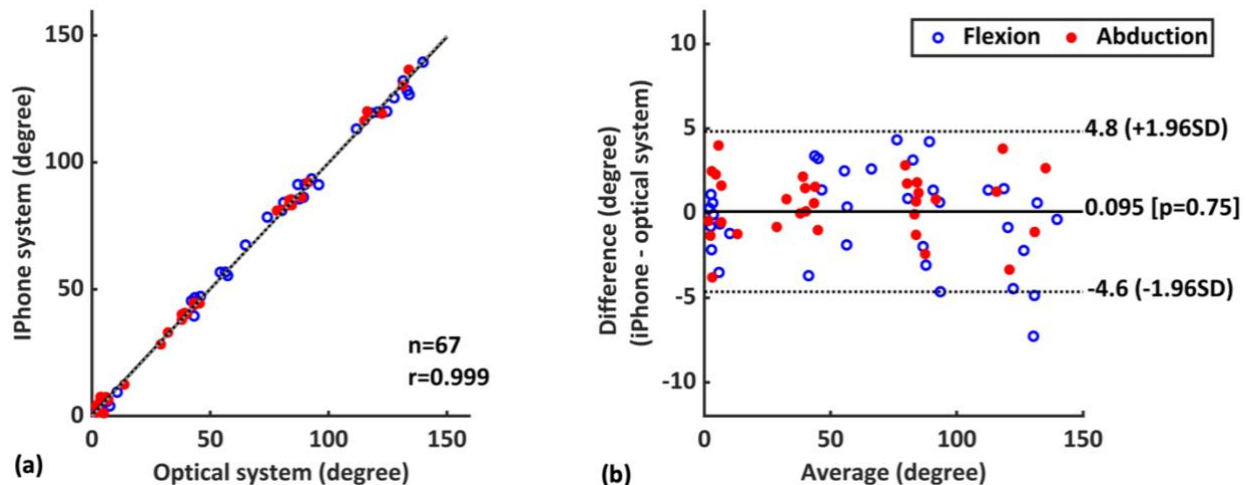 150
100
50
0
0
50
100
150
IPhone system (degree)
Optical system (degree)
n=67
r=0.999
(a)
10
5
0
-5
-10
0
50
100
150
Difference (degree)
(iPhone - optical system)
Average (degree)
Flexion
Abduction
4.8 (+1.96SD)
0.095 [p=0.75]
-4.6 (-1.96SD)
(b)